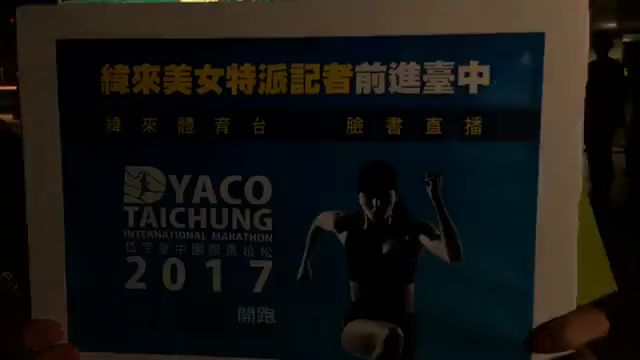 緯來美女特派記者前進臺中
緯來體育台 臉書直播
DYACO
TAICHUNG
INTERNATIONAL MARATHON
岱宇臺中國際馬拉松
2017
開跑